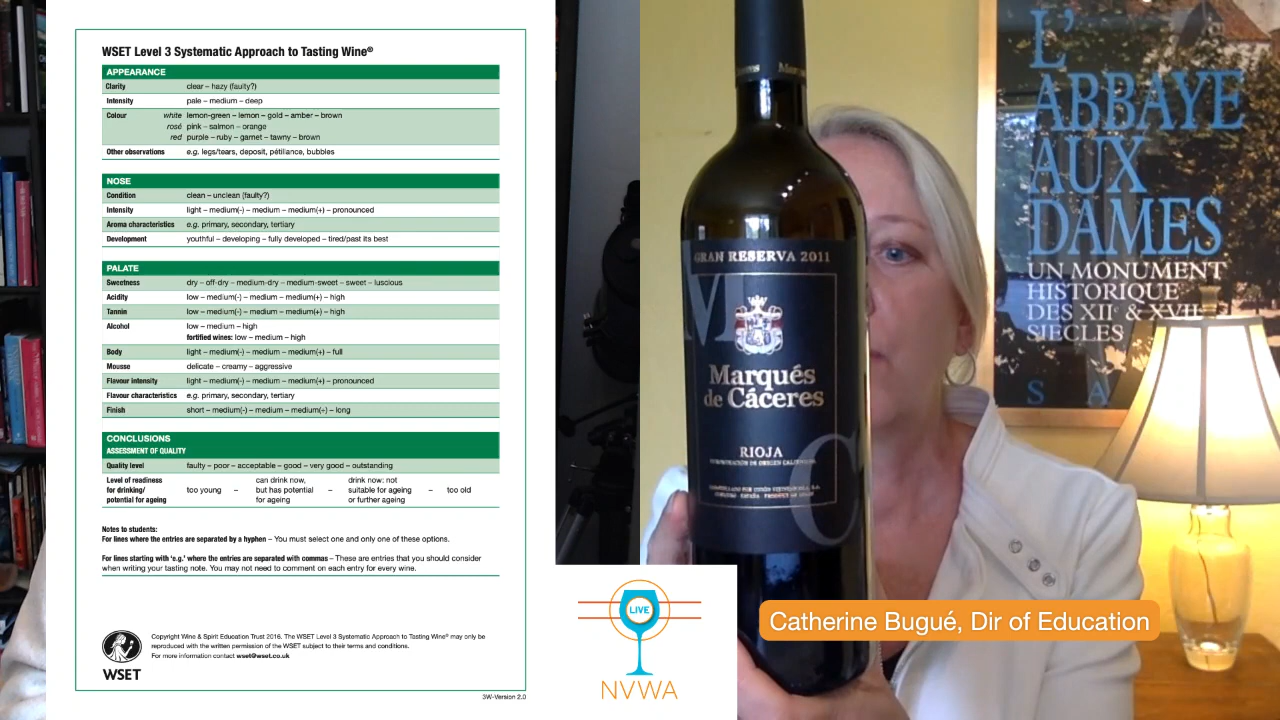 WSET Level 3 Systematic Approach to Tasting Wine®
APPEARANCE
Clarity clear – hazy (faulty?)
Intensity pale – medium – deep
Colour white lemon-green – lemon – gold – amber – brown
rosé pink – salmon – orange
red purple – ruby – garnet – tawny – brown
Other observations e.g. legs/tears, deposit, pétillance, bubbles
NOSE
Condition clean – unclean (faulty?)
Intensity light – medium(-) – medium – medium(+) – pronounced
Aroma characteristics e.g. primary, secondary, tertiary
Development youthful – developing – fully developed – tired/past its best
PALATE
Sweetness dry – off-dry – medium-dry – medium-sweet – sweet – luscious
Acidity low – medium(-) – medium – medium(+) – high
Tannin low – medium(-) – medium – medium(+) – high
Alcohol low – medium – high
fortified wines: low – medium – high
Body light – medium(-) – medium – medium(+) – full
Mousse delicate – creamy – aggressive
Flavour intensity light – medium(-) – medium – medium(+) – pronounced
Flavour characteristics e.g. primary, secondary, tertiary
Finish short – medium(-) – medium – medium(+) – long
CONCLUSIONS
ASSESSMENT OF QUALITY
Quality level faulty – poor – acceptable – good – very good – outstanding
Level of readiness can drink now, drink now: not
for drinking/ too young – but has potential – suitable for ageing – too old
potential for ageing for ageing or further ageing
Notes to students:
For lines where the entries are separated by a hyphen – You must select one and only one of these options.
For lines starting with 'e.g.' where the entries are separated with commas – These are entries that you should consider
when writing your tasting note. You may not need to comment on each entry for every wine.
WSET
Copyright Wine & Spirit Education Trust 2016. The WSET Level 3 Systematic Approach to Tasting Wine® may only be
reproduced with the written permission of the WSET subject to their terms and conditions.
For more information contact wset@wset.co.uk
3W-Version 2.0
GRAN RESERVA 2011
M
Marqués
de Cáceres
RIOJA
C
L'
ABBAYE
AUX
DAMES
UN MONUMENT
HISTORIQUE
DES XIIe & XVII
SIECLES
S A
LIVE
NVWA
Catherine Bugué, Dir of Education